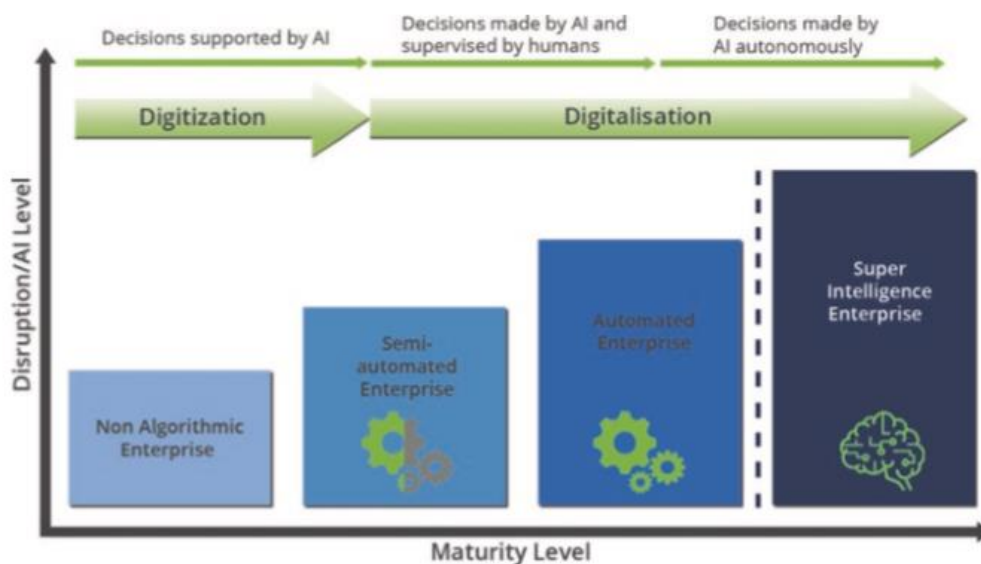 Decisions supported by AI
Decisions made by AI and
supervised by humans
Decisions made by
AI autonomously
Digitization
Digitalisation
Disruption/AI Level
Non Algorithmic
Enterprise
Semi-
automated
Enterprise
Automated
Enterprise
Super
Intelligence
Enterprise
Maturity Level